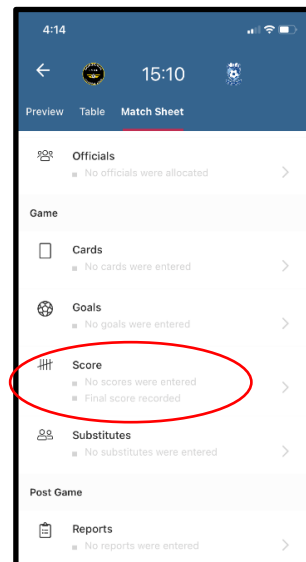 4:14
15:10
Preview Table Match Sheet
Officials
No officials were allocated
Game
Cards
No cards were entered
Goals
No goals were entered
Score
No scores were entered
Final score recorded
Substitutes
No substitutes were entered
Post Game
Reports
No reports were entered